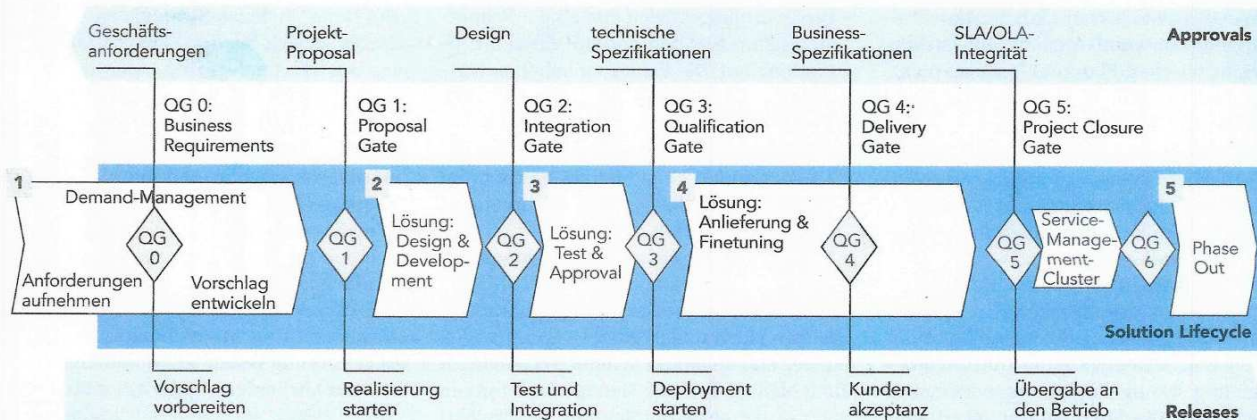 Geschäfts-
anforderungen
Projekt-
Proposal
Design
technische
Spezifikationen
Business-
Spezifikationen
SLA/OLA-
Integrität
Approvals
QG 0:
Business
Requirements
QG 1:
Proposal
Gate
QG 2:
Integration
Gate
QG 3:
Qualification
Gate
QG 4:
Delivery
Gate
QG 5:
Project Closure
Gate
1
Demand-Management
QG
0
Anforderungen
aufnehmen
Vorschlag
entwickeln
QG
1
2
Lösung:
Design &
Develop-
ment
QG
2
3
Lösung:
Test &
Approval
QG
3
4
Lösung:
Anlieferung &
Finetuning
QG
4
QG
5
Service-
Manage-
ment-
Cluster
QG
6
5
Phase
Out
Solution Lifecycle
Vorschlag
vorbereiten
Realisierung
starten
Test und
Integration
Deployment
starten
Kunden-
akzeptanz
Übergabe an
den Betrieb
Releases